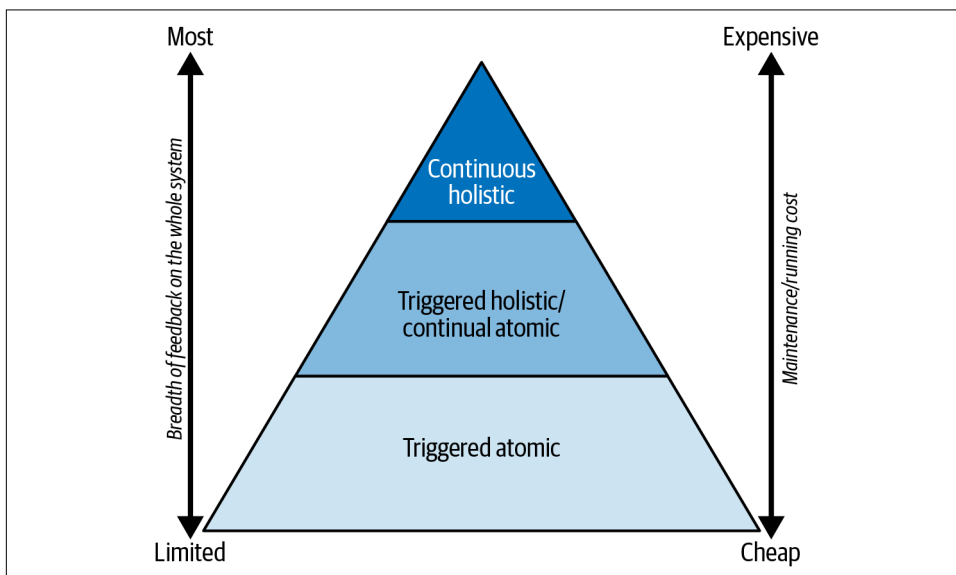 Most
Expensive
Breadth of feedback on the whole system
Continuous
holistic
Maintenance/running cost
Triggered holistic/
continual atomic
Triggered atomic
Limited
Cheap